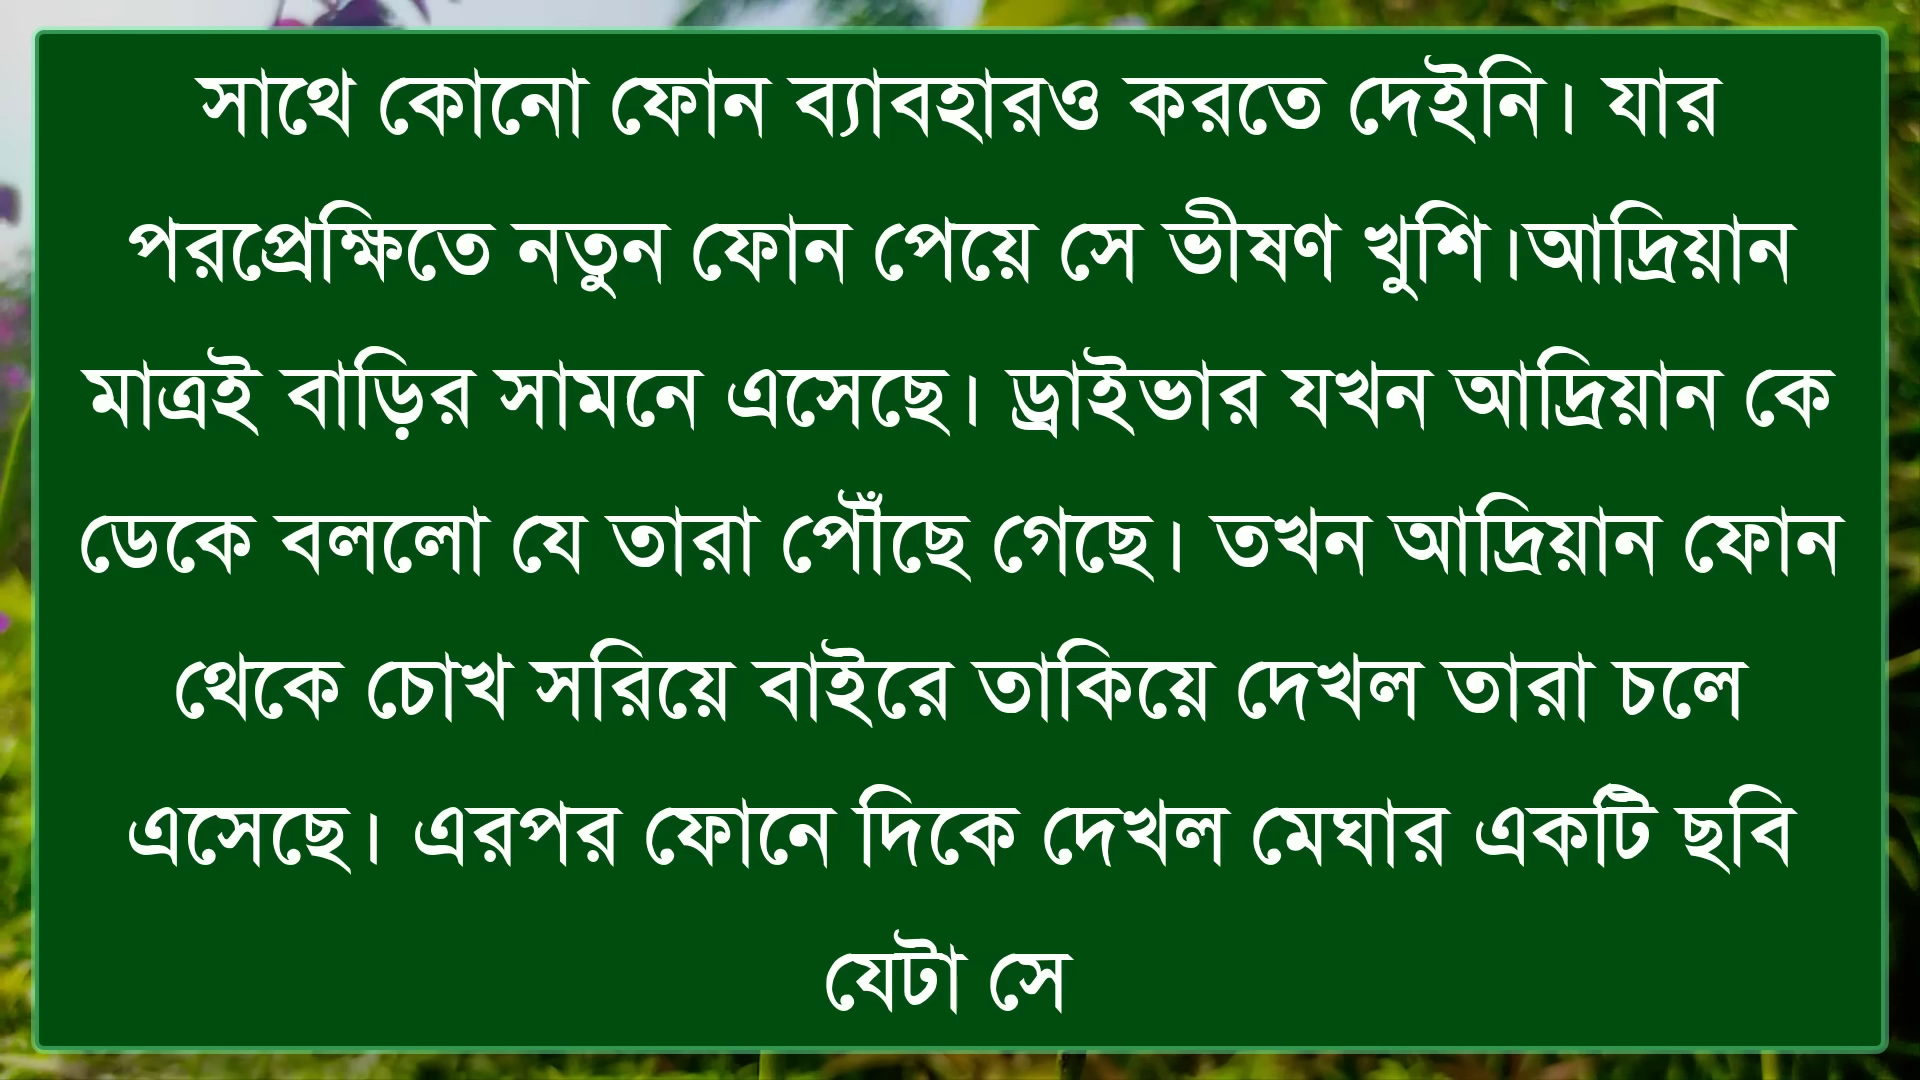 সাথে কোনো ফোন ব্যাবহারও করতে দেইনি। যার
পরপ্রেক্ষিতে নতুন ফোন পেয়ে সে ভীষণ খুশি।আদ্রিয়ান
মাত্রই বাড়ির সামনে এসেছে। ড্রাইভার যখন আদ্রিয়ান কে
ডেকে বললো যে তারা পৌঁছে গেছে। তখন আদ্রিয়ান ফোন
থেকে চোখ সরিয়ে বাইরে তাকিয়ে দেখল তারা চলে
এসেছে। এরপর ফোনে দিকে দেখল মেঘার একটি ছবি
যেটা সে